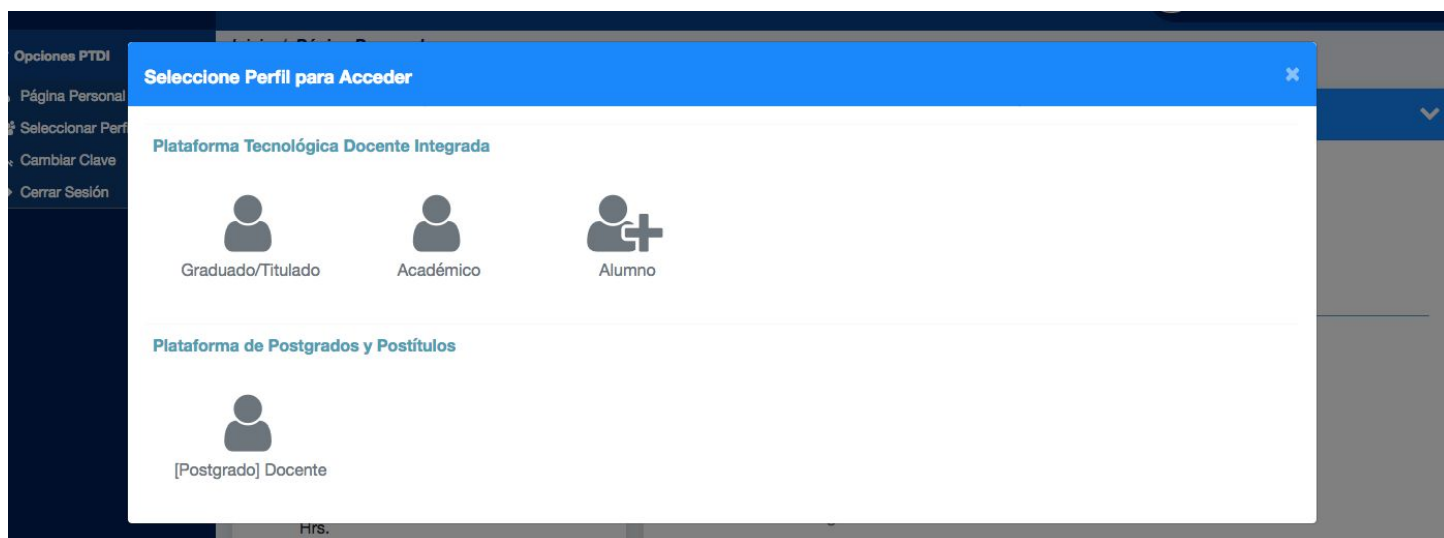 Opciones PTDI
Página Personal
Seleccionar Perfi
Cambiar Clave
Cerrar Sesión
Seleccione Perfil para Acceder
Plataforma Tecnológica Docente Integrada
Graduado/Titulado
Académico
Alumno
Plataforma de Postgrados y Postítulos
[Postgrado] Docente
Hrs.